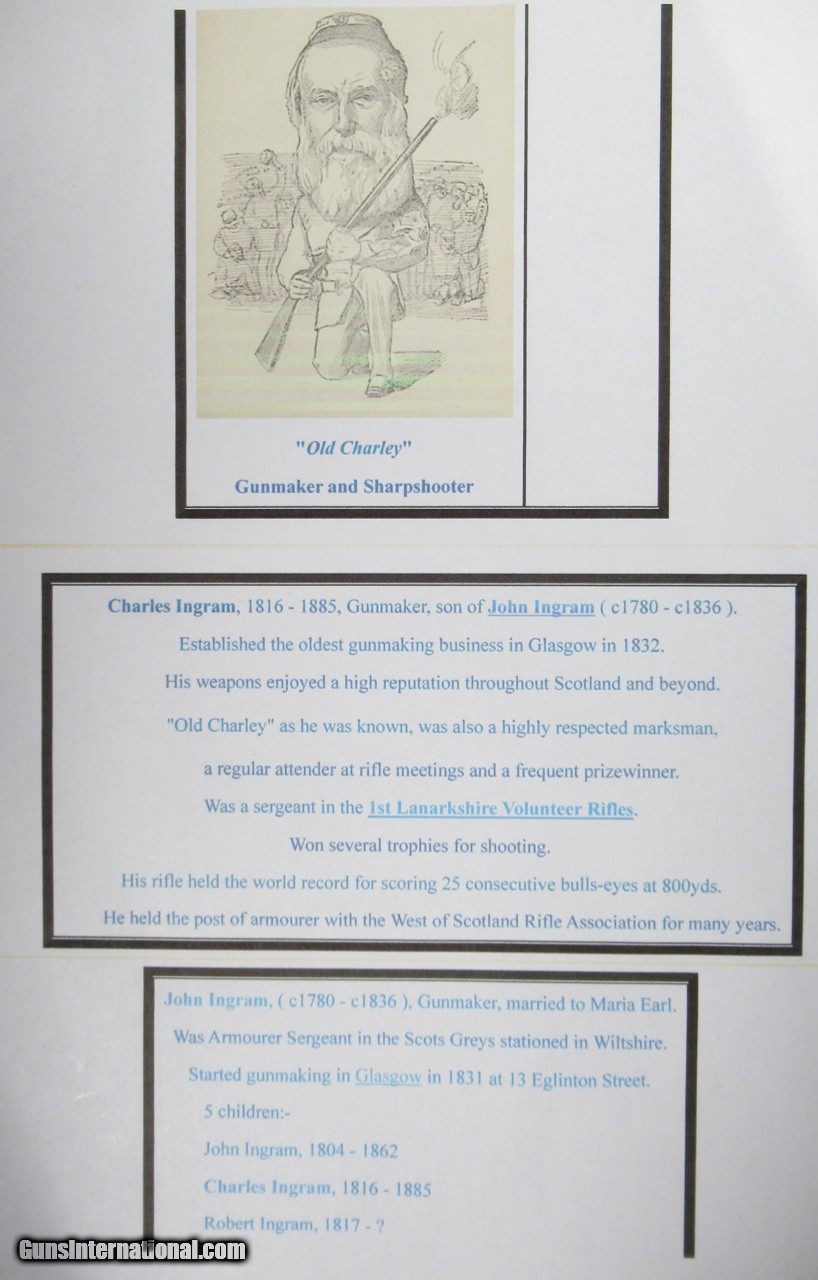 "Old Charley"
Gunmaker and Sharpshooter
Charles Ingram, 1816 - 1885, Gunmaker, son of John Ingram ( c1780 - c1836 ).
Established the oldest gunmaking business in Glasgow in 1832.
His weapons enjoyed a high reputation throughout Scotland and beyond.
"Old Charley" as he was known, was also a highly respected marksman,
a regular attender at rifle meetings and a frequent prizewinner.
Was a sergeant in the 1st Lanarkshire Volunteer Rifles.
Won several trophies for shooting.
His rifle held the world record for scoring 25 consecutive bulls-eyes at 800yds.
He held the post of armourer with the West of Scotland Rifle Association for many years.
John Ingram, ( c1780 - c1836 ), Gunmaker, married to Maria Earl.
Was Armourer Sergeant in the Scots Greys stationed in Wiltshire.
Started gunmaking in Glasgow in 1831 at 13 Eglinton Street.
5 children:-
John Ingram, 1804 - 1862
Charles Ingram, 1816 - 1885
Robert Ingram, 1817 - ?
GunsInternational.com